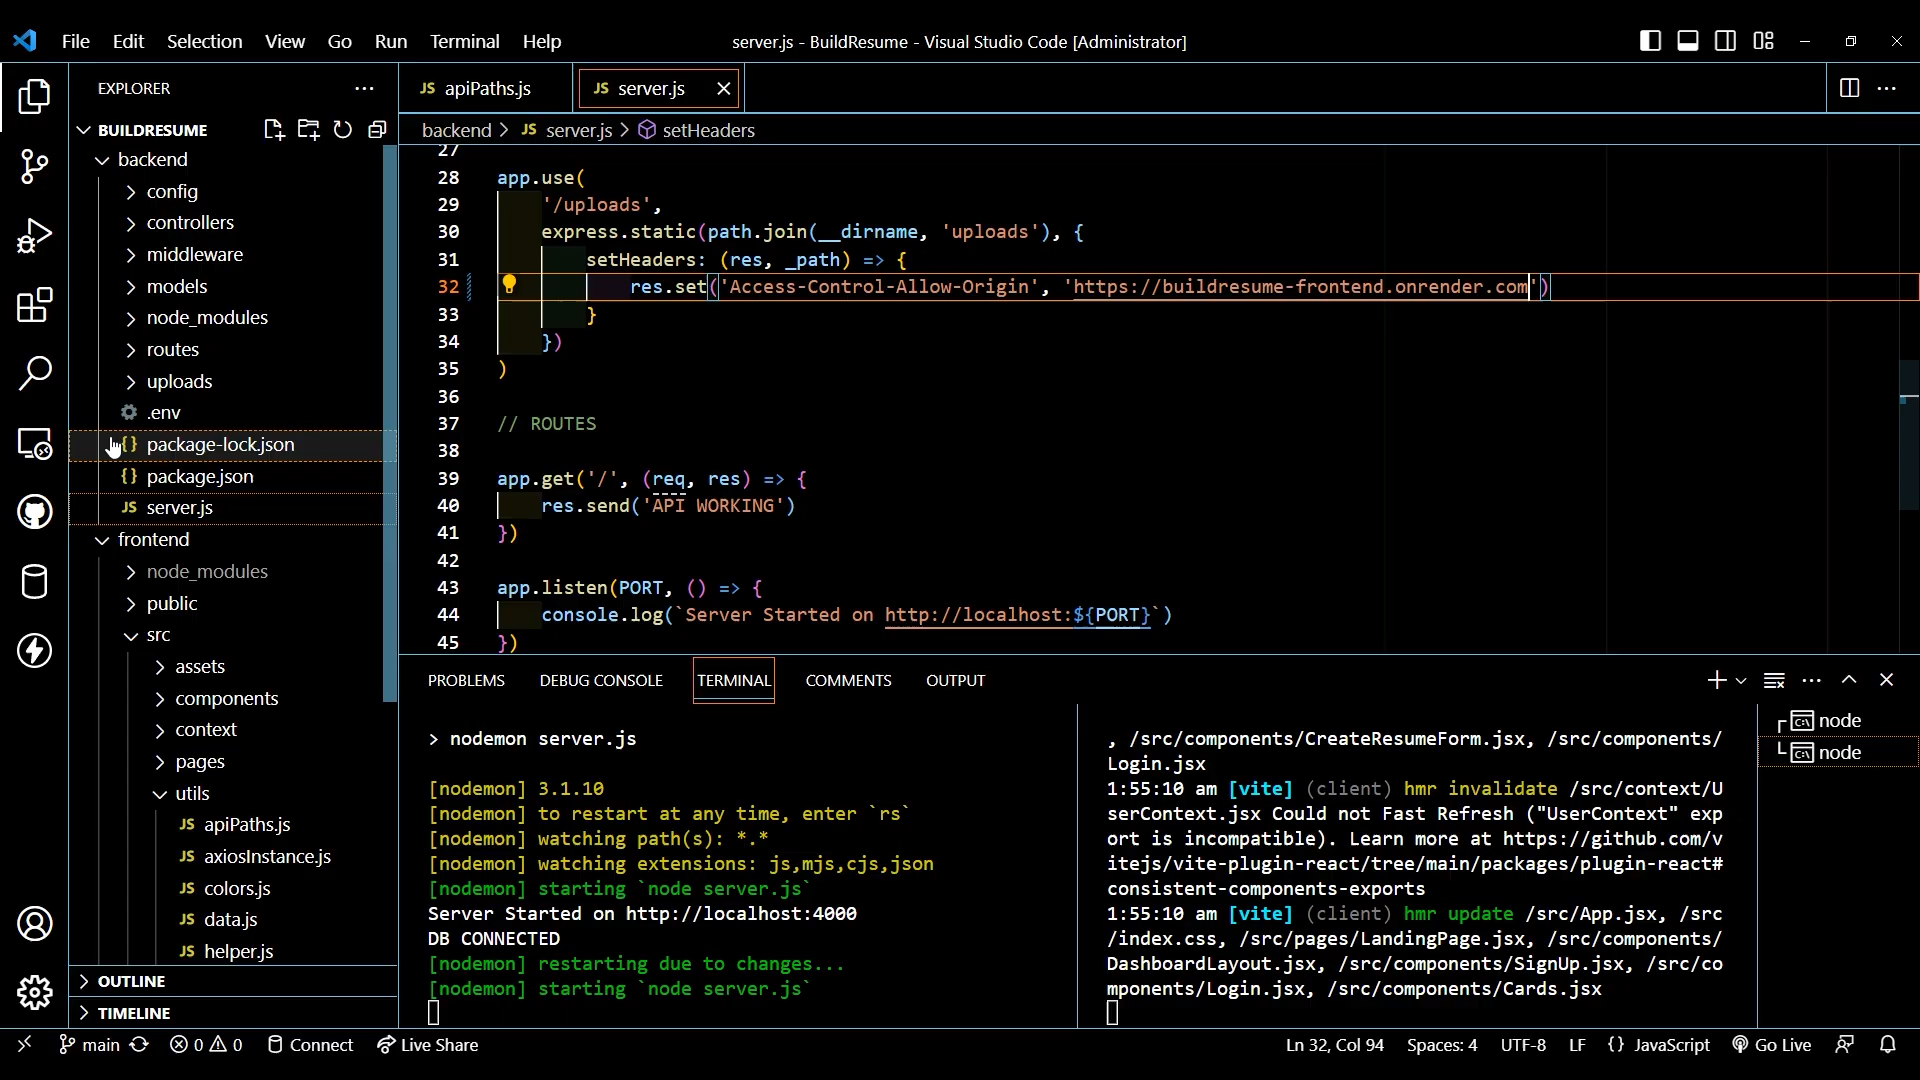 File Edit Selection View Go Run Terminal Help
server.js - BuildResume - Visual Studio Code [Administrator]
EXPLORER
BUILDRESUME
backend
config
controllers
middleware
models
node_modules
routes
uploads
.env
{} package-lock.json
{} package.json
JS server.js
frontend
node_modules
public
src
assets
components
context
pages
utils
JS apiPaths.js
JS axiosInstance.js
JS colors.js
JS data.js
JS helper.js
OUTLINE
TIMELINE
JS apiPaths.js
JS server.js
backend > JS server.js > setHeaders
27
28 app.use(
29 '/uploads',
30 express.static(path.join(__dirname, 'uploads'), {
31 setHeaders: (res, _path) => {
32 res.set('Access-Control-Allow-Origin', 'https://buildresume-frontend.onrender.com')
33 }
34 })
35 )
36
37 // ROUTES
38
39 app.get('/', (req, res) => {
40 res.send('API WORKING')
41 })
42
43 app.listen(PORT, () => {
44 console.log(`Server Started on http://localhost:${PORT}`)
45 })
PROBLEMS DEBUG CONSOLE TERMINAL COMMENTS OUTPUT
> nodemon server.js
[nodemon] 3.1.10
[nodemon] to restart at any time, enter `rs`
[nodemon] watching path(s): *.*
[nodemon] watching extensions: js,mjs,cjs,json
[nodemon] starting `node server.js`
Server Started on http://localhost:4000
DB CONNECTED
[nodemon] restarting due to changes...
[nodemon] starting `node server.js`
, /src/components/CreateResumeForm.jsx, /src/components/
Login.jsx
1:55:10 am [vite] (client) hmr invalidate /src/context/U
serContext.jsx Could not Fast Refresh ("UserContext" exp
ort is incompatible). Learn more at https://github.com/v
itejs/vite-plugin-react/tree/main/packages/plugin-react#
consistent-components-exports
1:55:10 am [vite] (client) hmr update /src/App.jsx, /src
/index.css, /src/pages/LandingPage.jsx, /src/components/
DashboardLayout.jsx, /src/components/SignUp.jsx, /src/co
mponents/Login.jsx, /src/components/Cards.jsx
node
node
main 0 0 Connect Live Share
Ln 32, Col 94 Spaces: 4 UTF-8 LF {} JavaScript Go Live